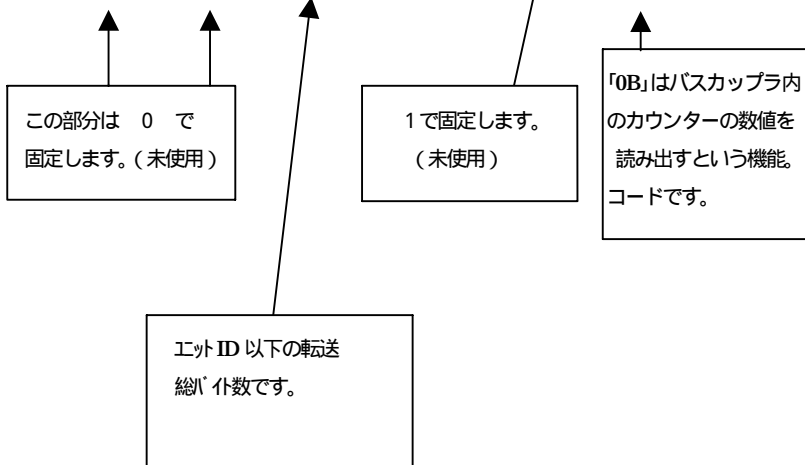 この部分は 0 で
固定します。(未使用)
1で固定します。
(未使用)
「0B」はバスカップラ内
のカウンターの数値を
読み出すという機能。
コードです。
ユニットID 以下の転送
総バイト数です。